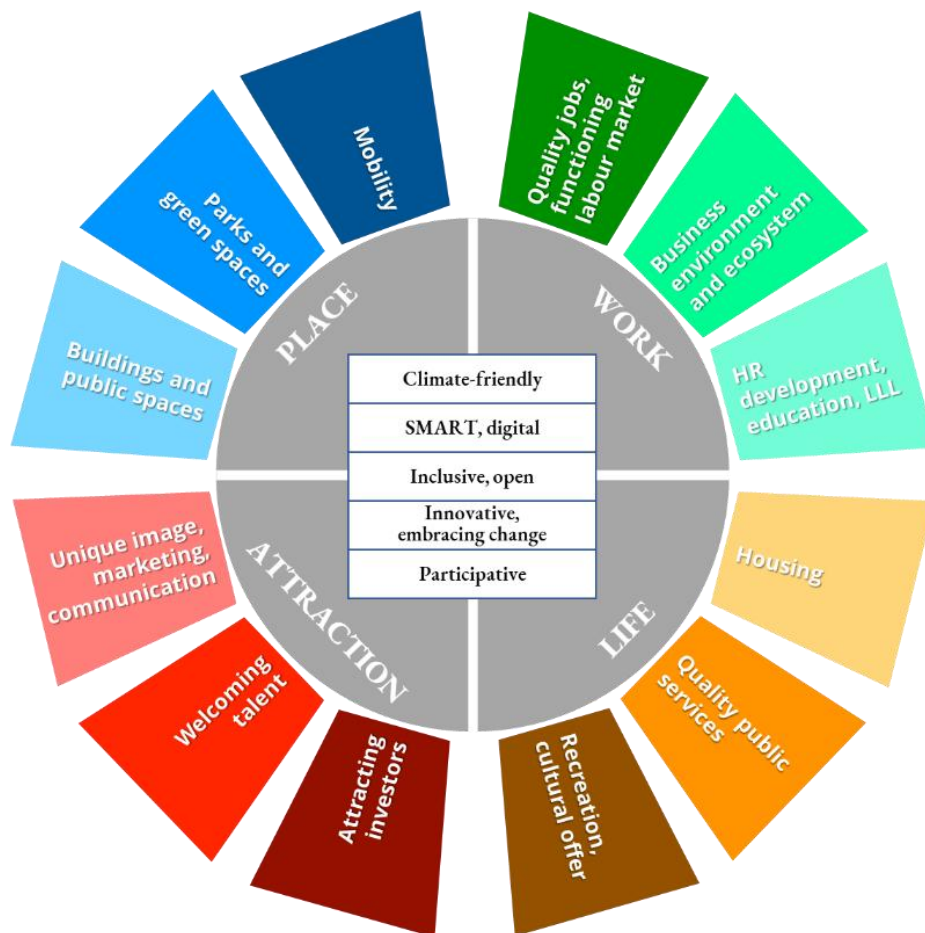 Mobility
Quality jobs,
functioning
labour market
Parks and
green spaces
Business
environment
and ecosystem
Buildings and
public spaces
HR
development,
education, LLL
PLACE
WORK
Climate-friendly
SMART, digital
Inclusive, open
Innovative,
embracing change
Participative
ATTRACTION
LIFE
Unique image,
marketing,
communication
Housing
Welcoming
talent
Quality public
services
Attracting
investors
Recreation,
cultural offer